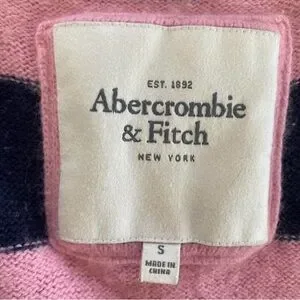 EST. 1892
Abercrombie
& Fitch
NEW YORK
S
MADE IN
CHINA